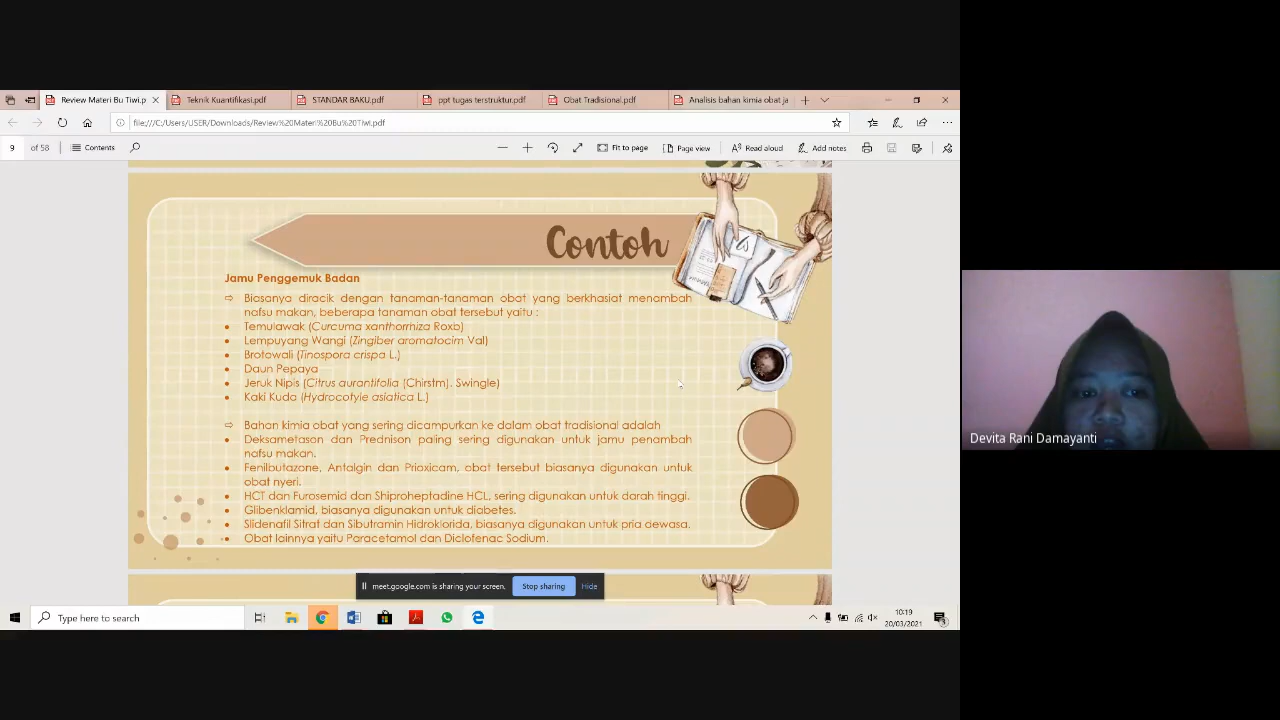 Review Materi Bu Tiwi.p
Teknik Kuantifikasi.pdf
STANDAR BAKU.pdf
ppt tugas terstruktur.pdf
Obat Tradisional.pdf
Analisis bahan kimia obat ja
file:///C:/Users/USER/Downloads/Review%20Materi%20Bu%20Tiwi.pdf
9 of 58
Contents
Fit to page
Page view
Read aloud
Add notes
Contoh
Jamu Penggemuk Badan
Biasanya diracik dengan tanaman-tanaman obat yang berkhasiat menambah
nafsu makan, beberapa tanaman obat tersebut yaitu :
Temulawak (Curcuma xanthorrhiza Roxb)
Lempuyang Wangi (Zingiber aromatocim Val)
Brotowali (Tinospora crispa L.)
Daun Pepaya
Jeruk Nipis (Citrus aurantifolia (Chirstm). Swingle)
Kaki Kuda (Hydrocotyle asiatica L.)
Bahan kimia obat yang sering dicampurkan ke dalam obat tradisional adalah
Deksametason dan Prednison paling sering digunakan untuk jamu penambah
nafsu makan.
Fenilbutazone, Antalgin dan Prioxicam, obat tersebut biasanya digunakan untuk
obat nyeri.
HCT dan Furosemid dan Shiproheptadine HCL, sering digunakan untuk darah tinggi.
Glibenklamid, biasanya digunakan untuk diabetes.
Slidenafil Sitrat dan Sibutramin Hidroklorida, biasanya digunakan untuk pria dewasa.
Obat lainnya yaitu Paracetamol dan Diclofenac Sodium.
meet.google.com is sharing your screen.
Stop sharing
Hide
Type here to search
10:19
20/03/2021
Devita Rani Damayanti